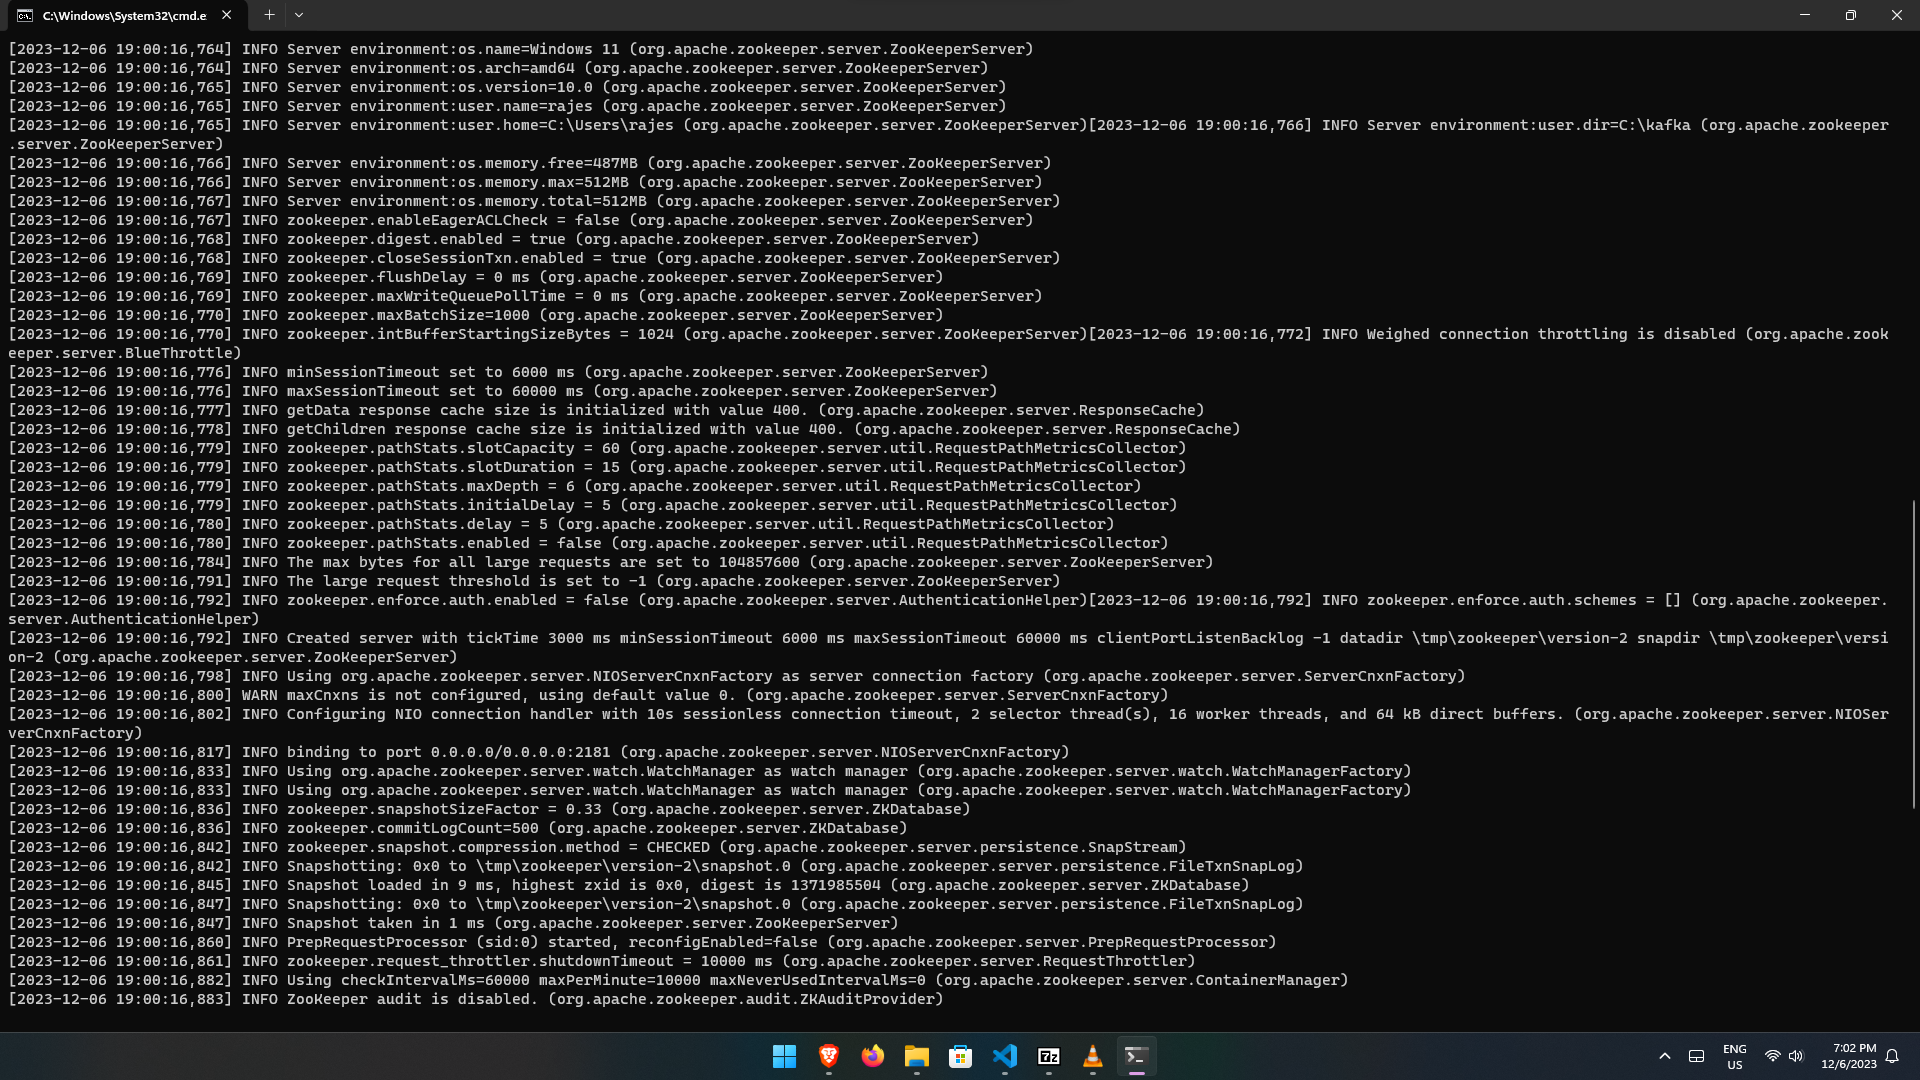 C:\Windows\System32\cmd.e
[2023-12-06 19:00:16,764] INFO Server environment:os.name=Windows 11 (org.apache.zookeeper.server.ZooKeeperServer)
[2023-12-06 19:00:16,764] INFO Server environment:os.arch=amd64 (org.apache.zookeeper.server.ZooKeeperServer)
[2023-12-06 19:00:16,765] INFO Server environment:os.version=10.0 (org.apache.zookeeper.server.ZooKeeperServer)
[2023-12-06 19:00:16,765] INFO Server environment:user.name=rajes (org.apache.zookeeper.server.ZooKeeperServer)
[2023-12-06 19:00:16,765] INFO Server environment:user.home=C:\Users\rajes (org.apache.zookeeper.server.ZooKeeperServer)[2023-12-06 19:00:16,766] INFO Server environment:user.dir=C:\kafka (org.apache.zookeeper
.server.ZooKeeperServer)
[2023-12-06 19:00:16,766] INFO Server environment:os.memory.free=487MB (org.apache.zookeeper.server.ZooKeeperServer)
[2023-12-06 19:00:16,766] INFO Server environment:os.memory.max=512MB (org.apache.zookeeper.server.ZooKeeperServer)
[2023-12-06 19:00:16,767] INFO Server environment:os.memory.total=512MB (org.apache.zookeeper.server.ZooKeeperServer)
[2023-12-06 19:00:16,767] INFO zookeeper.enableEagerACLCheck = false (org.apache.zookeeper.server.ZooKeeperServer)
[2023-12-06 19:00:16,768] INFO zookeeper.digest.enabled = true (org.apache.zookeeper.server.ZooKeeperServer)
[2023-12-06 19:00:16,768] INFO zookeeper.closeSessionTxn.enabled = true (org.apache.zookeeper.server.ZooKeeperServer)
[2023-12-06 19:00:16,769] INFO zookeeper.flushDelay = 0 ms (org.apache.zookeeper.server.ZooKeeperServer)
[2023-12-06 19:00:16,769] INFO zookeeper.maxWriteQueuePollTime = 0 ms (org.apache.zookeeper.server.ZooKeeperServer)
[2023-12-06 19:00:16,770] INFO zookeeper.maxBatchSize=1000 (org.apache.zookeeper.server.ZooKeeperServer)
[2023-12-06 19:00:16,770] INFO zookeeper.intBufferStartingSizeBytes = 1024 (org.apache.zookeeper.server.ZooKeeperServer)[2023-12-06 19:00:16,772] INFO Weighed connection throttling is disabled (org.apache.zook
eeper.server.BlueThrottle)
[2023-12-06 19:00:16,776] INFO minSessionTimeout set to 6000 ms (org.apache.zookeeper.server.ZooKeeperServer)
[2023-12-06 19:00:16,776] INFO maxSessionTimeout set to 60000 ms (org.apache.zookeeper.server.ZooKeeperServer)
[2023-12-06 19:00:16,777] INFO getData response cache size is initialized with value 400. (org.apache.zookeeper.server.ResponseCache)
[2023-12-06 19:00:16,778] INFO getChildren response cache size is initialized with value 400. (org.apache.zookeeper.server.ResponseCache)
[2023-12-06 19:00:16,779] INFO zookeeper.pathStats.slotCapacity = 60 (org.apache.zookeeper.server.util.RequestPathMetricsCollector)
[2023-12-06 19:00:16,779] INFO zookeeper.pathStats.slotDuration = 15 (org.apache.zookeeper.server.util.RequestPathMetricsCollector)
[2023-12-06 19:00:16,779] INFO zookeeper.pathStats.maxDepth = 6 (org.apache.zookeeper.server.util.RequestPathMetricsCollector)
[2023-12-06 19:00:16,779] INFO zookeeper.pathStats.initialDelay = 5 (org.apache.zookeeper.server.util.RequestPathMetricsCollector)
[2023-12-06 19:00:16,780] INFO zookeeper.pathStats.delay = 5 (org.apache.zookeeper.server.util.RequestPathMetricsCollector)
[2023-12-06 19:00:16,780] INFO zookeeper.pathStats.enabled = false (org.apache.zookeeper.server.util.RequestPathMetricsCollector)
[2023-12-06 19:00:16,784] INFO The max bytes for all large requests are set to 104857600 (org.apache.zookeeper.server.ZooKeeperServer)
[2023-12-06 19:00:16,791] INFO The large request threshold is set to -1 (org.apache.zookeeper.server.ZooKeeperServer)
[2023-12-06 19:00:16,792] INFO zookeeper.enforce.auth.enabled = false (org.apache.zookeeper.server.AuthenticationHelper)[2023-12-06 19:00:16,792] INFO zookeeper.enforce.auth.schemes = [] (org.apache.zookeeper.
server.AuthenticationHelper)
[2023-12-06 19:00:16,792] INFO Created server with tickTime 3000 ms minSessionTimeout 6000 ms maxSessionTimeout 60000 ms clientPortListenBacklog -1 datadir \tmp\zookeeper\version-2 snapdir \tmp\zookeeper\versi
on-2 (org.apache.zookeeper.server.ZooKeeperServer)
[2023-12-06 19:00:16,798] INFO Using org.apache.zookeeper.server.NIOServerCnxnFactory as server connection factory (org.apache.zookeeper.server.ServerCnxnFactory)
[2023-12-06 19:00:16,800] WARN maxCnxns is not configured, using default value 0. (org.apache.zookeeper.server.ServerCnxnFactory)
[2023-12-06 19:00:16,802] INFO Configuring NIO connection handler with 10s sessionless connection timeout, 2 selector thread(s), 16 worker threads, and 64 kB direct buffers. (org.apache.zookeeper.server.NIOSer
verCnxnFactory)
[2023-12-06 19:00:16,817] INFO binding to port 0.0.0.0/0.0.0.0:2181 (org.apache.zookeeper.server.NIOServerCnxnFactory)
[2023-12-06 19:00:16,833] INFO Using org.apache.zookeeper.server.watch.WatchManager as watch manager (org.apache.zookeeper.server.watch.WatchManagerFactory)
[2023-12-06 19:00:16,833] INFO Using org.apache.zookeeper.server.watch.WatchManager as watch manager (org.apache.zookeeper.server.watch.WatchManagerFactory)
[2023-12-06 19:00:16,836] INFO zookeeper.snapshotSizeFactor = 0.33 (org.apache.zookeeper.server.ZKDatabase)
[2023-12-06 19:00:16,836] INFO zookeeper.commitLogCount=500 (org.apache.zookeeper.server.ZKDatabase)
[2023-12-06 19:00:16,842] INFO zookeeper.snapshot.compression.method = CHECKED (org.apache.zookeeper.server.persistence.SnapStream)
[2023-12-06 19:00:16,842] INFO Snapshotting: 0x0 to \tmp\zookeeper\version-2\snapshot.0 (org.apache.zookeeper.server.persistence.FileTxnSnapLog)
[2023-12-06 19:00:16,845] INFO Snapshot loaded in 9 ms, highest zxid is 0x0, digest is 1371985504 (org.apache.zookeeper.server.ZKDatabase)
[2023-12-06 19:00:16,847] INFO Snapshotting: 0x0 to \tmp\zookeeper\version-2\snapshot.0 (org.apache.zookeeper.server.persistence.FileTxnSnapLog)
[2023-12-06 19:00:16,847] INFO Snapshot taken in 1 ms (org.apache.zookeeper.server.ZooKeeperServer)
[2023-12-06 19:00:16,860] INFO PrepRequestProcessor (sid:0) started, reconfigEnabled=false (org.apache.zookeeper.server.PrepRequestProcessor)
[2023-12-06 19:00:16,861] INFO zookeeper.request_throttler.shutdownTimeout = 10000 ms (org.apache.zookeeper.server.RequestThrottler)
[2023-12-06 19:00:16,882] INFO Using checkIntervalMs=60000 maxPerMinute=10000 maxNeverUsedIntervalMs=0 (org.apache.zookeeper.server.ContainerManager)
[2023-12-06 19:00:16,883] INFO ZooKeeper audit is disabled. (org.apache.zookeeper.audit.ZKAuditProvider)
7z
ENG
US
7:02 PM
12/6/2023